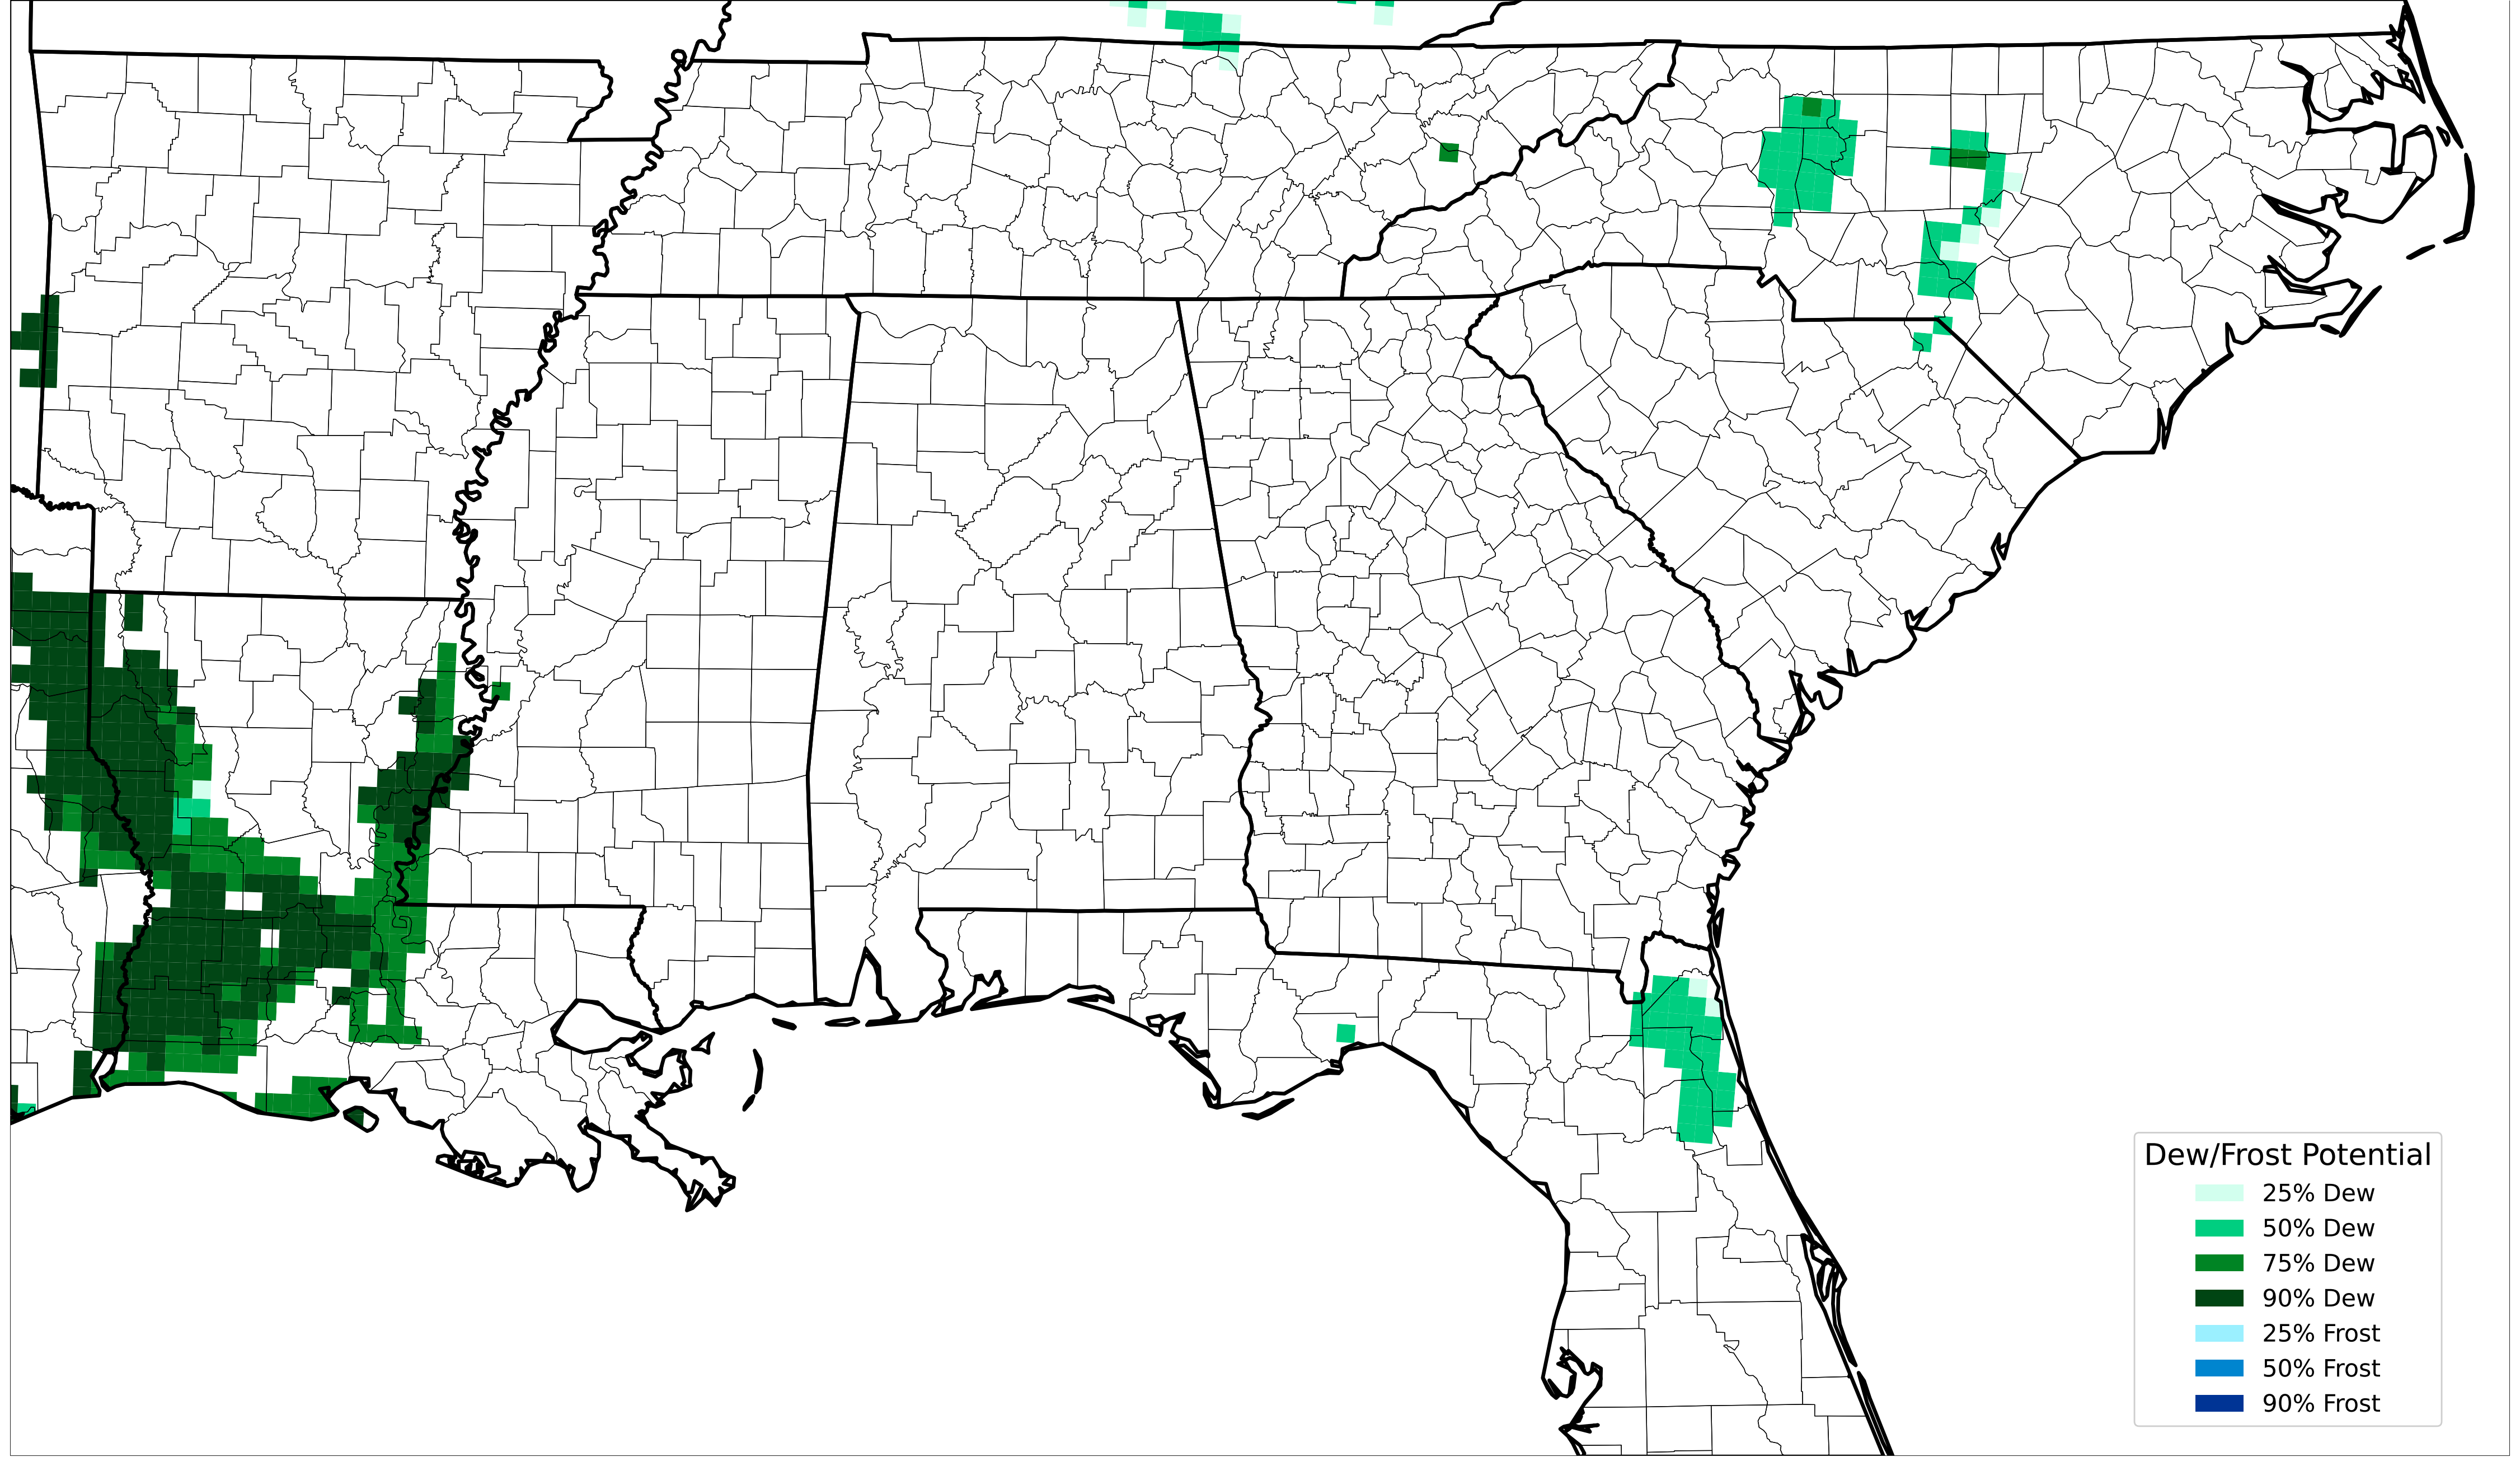 Dew/Frost Potential
25% Dew
50% Dew
75% Dew
90% Dew
25% Frost
50% Frost
90% Frost